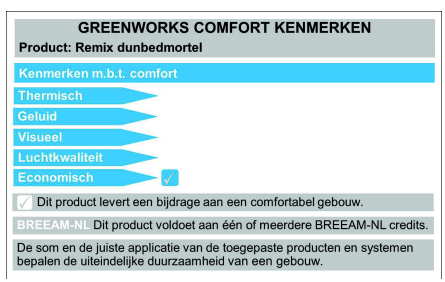 GREENWORKS COMFORT KENMERKEN
Product: Remix dunbedmortel
Kenmerken m.b.t. comfort
Thermisch
Geluid
Visueel
Luchtkwaliteit
Economisch
Dit product levert een bijdrage aan een comfortabel gebouw.
BREEAM-NL Dit product voldoet aan één of meerdere BREEAM-NL credits.
De som en de juiste applicatie van de toegepaste producten en systemen
bepalen de uiteindelijke duurzaamheid van een gebouw.